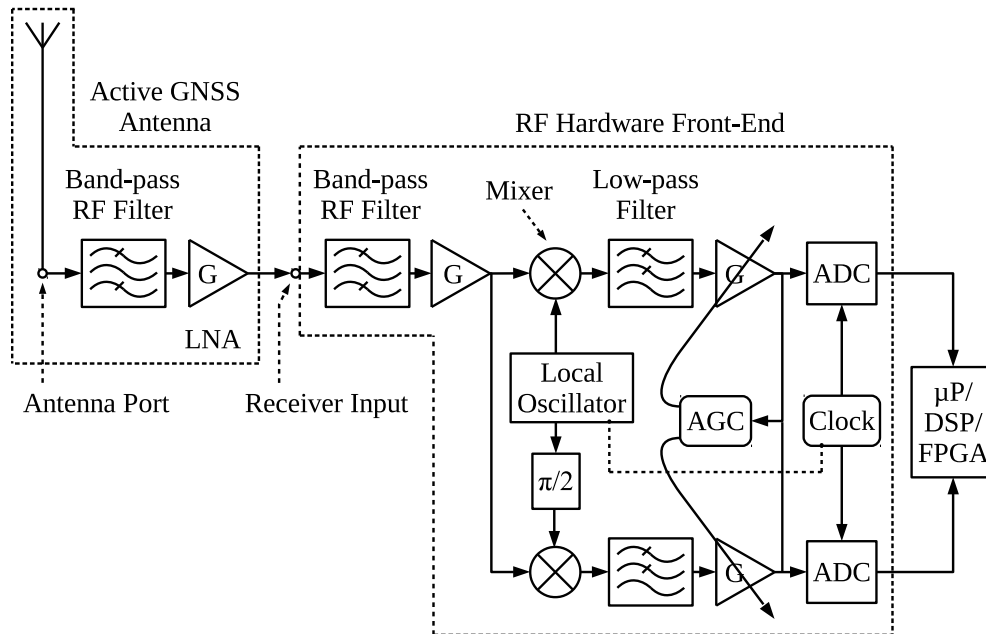 Active GNSS
Antenna
RF Hardware Front-End
Band-pass
RF Filter
Band-pass
RF Filter
Mixer
Low-pass
Filter
G
G
G
ADC
LNA
Antenna Port
Receiver Input
Local
Oscillator
AGC
Clock
µP/
DSP/
FPGA
π/2
G
ADC